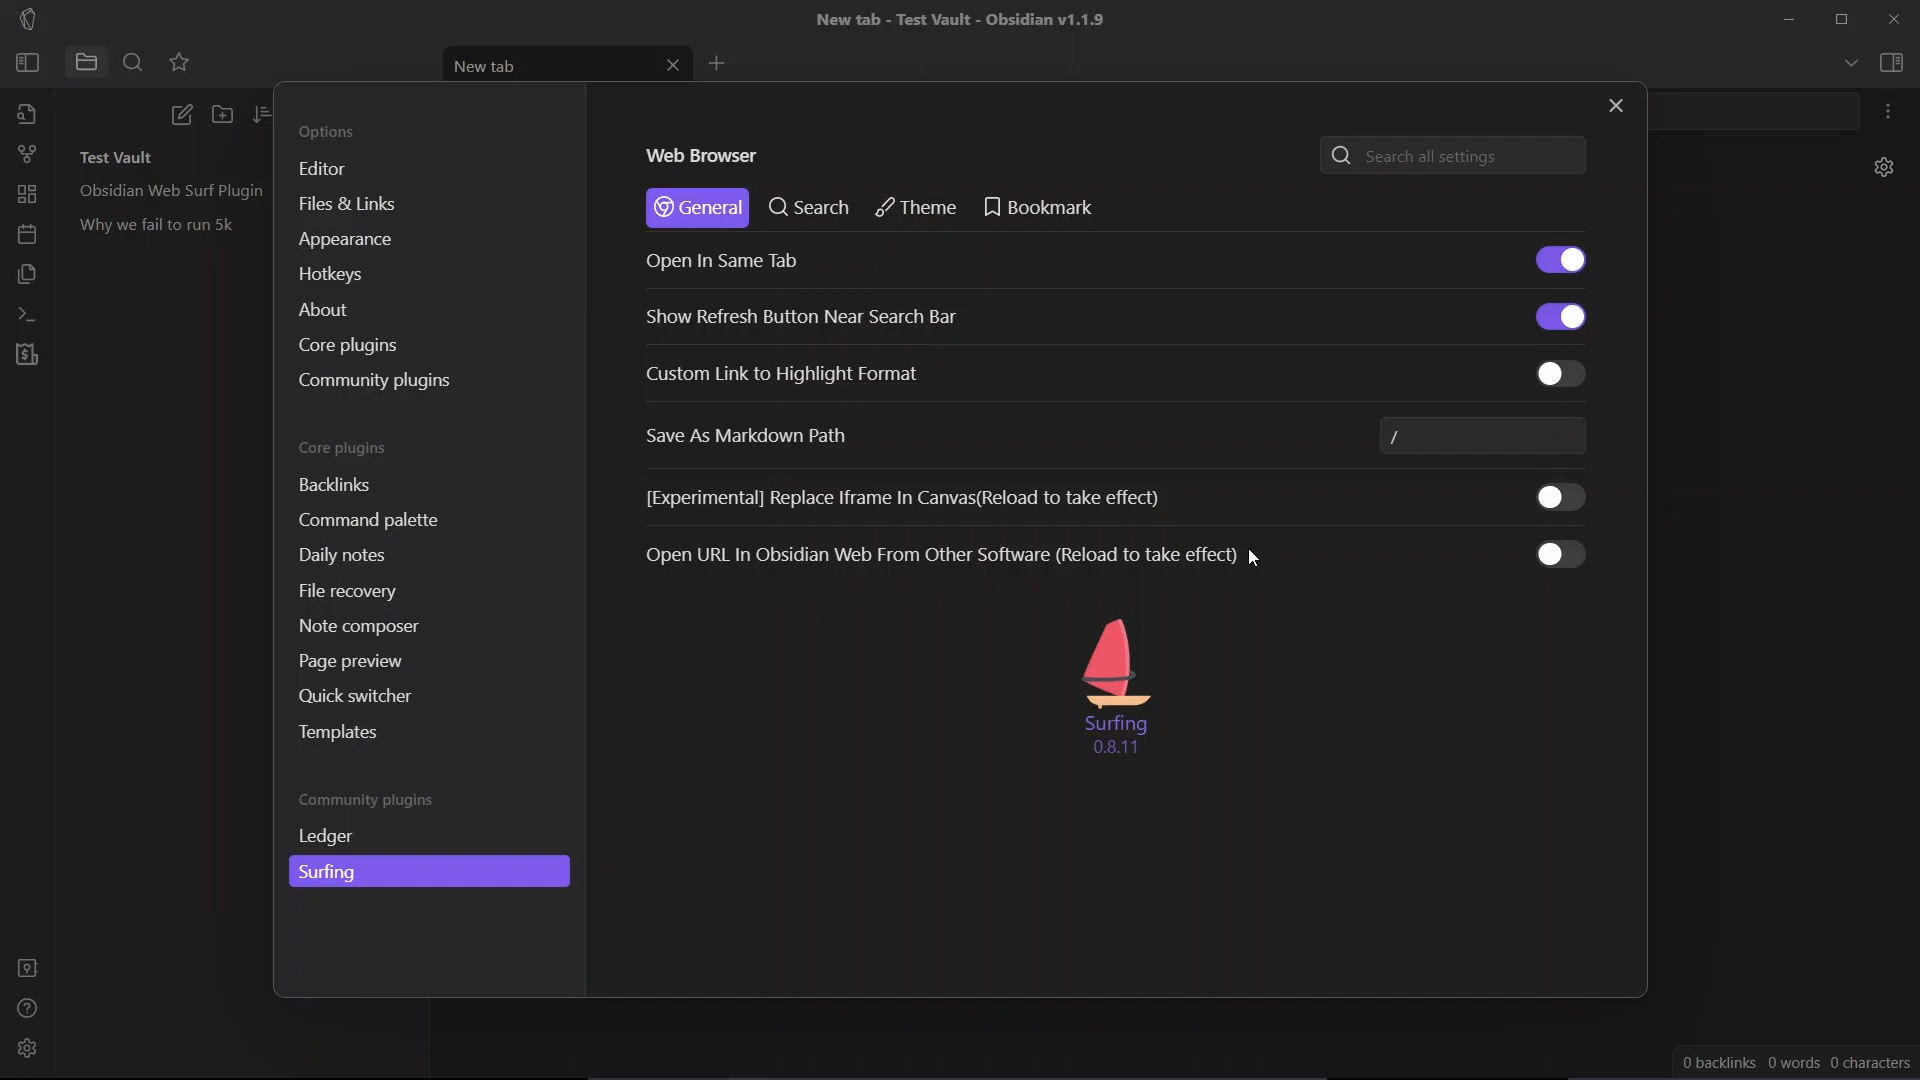 New tab - Test Vault - Obsidian v1.1.9
New tab
Test Vault
Obsidian Web Surf Plugin
Why we fail to run 5k
Options
Editor
Files & Links
Appearance
Hotkeys
About
Core plugins
Community plugins
Core plugins
Backlinks
Command palette
Daily notes
File recovery
Note composer
Page preview
Quick switcher
Templates
Community plugins
Ledger
Surfing
Web Browser
Search all settings
General Search Theme Bookmark
Open In Same Tab
Show Refresh Button Near Search Bar
Custom Link to Highlight Format
Save As Markdown Path /
[Experimental] Replace Iframe In Canvas(Reload to take effect)
Open URL In Obsidian Web From Other Software (Reload to take effect)
Surfing
0.8.11
0 backlinks 0 words 0 characters